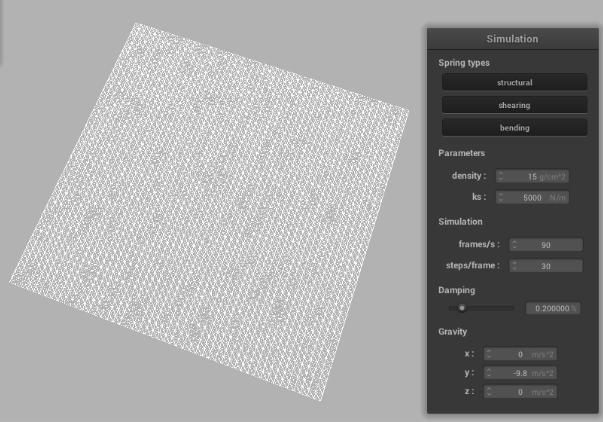 Simulation
Spring types
structural
shearing
bending
Parameters
density : 15 g/cm^2
ks : 5000 N/m
Simulation
frames/s : 90
steps/frame : 30
Damping
0.200000 %
Gravity
x : 0 m/s^2
y : -9.8 m/s^2
z : 0 m/s^2